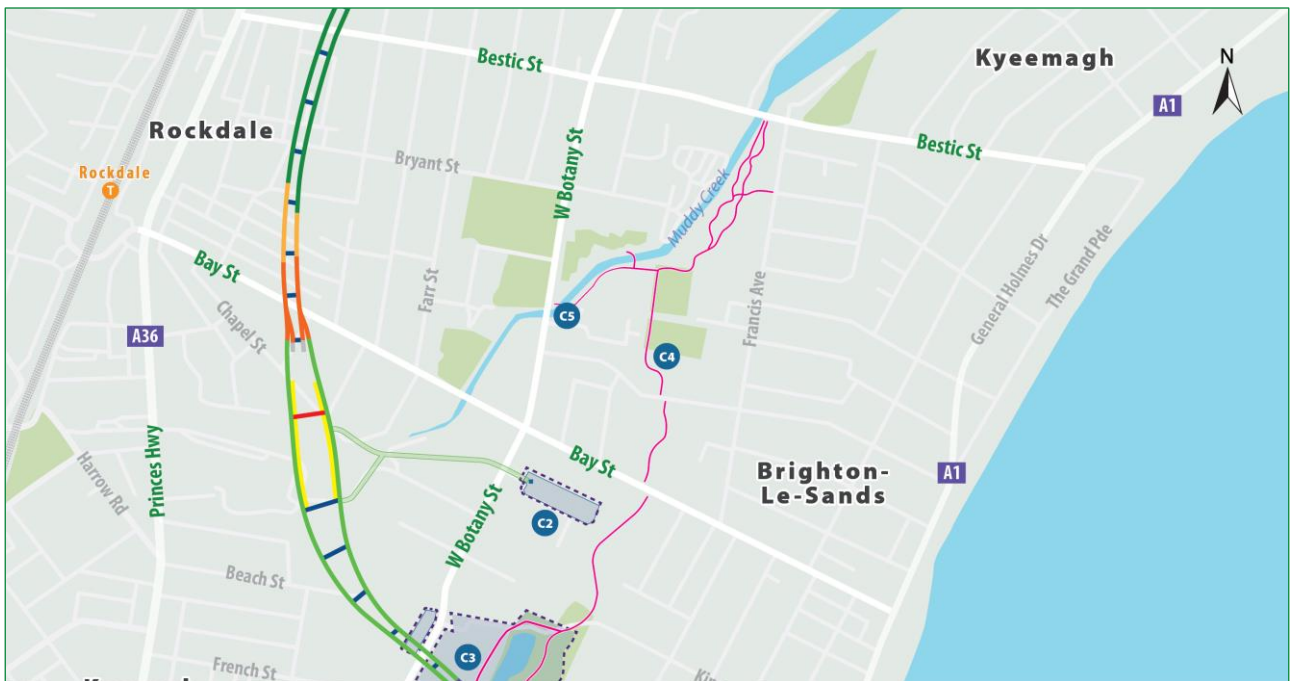 Bestic St
Kyeemagh
N
A1
Rockdale
Rockdale
T
Bryant St
W Botany St
Bestic St
Muddy Creek
Bay St
Farr St
Francis Ave
General Holmes Dr
The Grand Pde
A36
Chapel St
C5
C4
Princes Hwy
Harrow Rd
Bay St
Brighton-
Le-Sands
A1
C2
W Botany St
Beach St
C3
French St